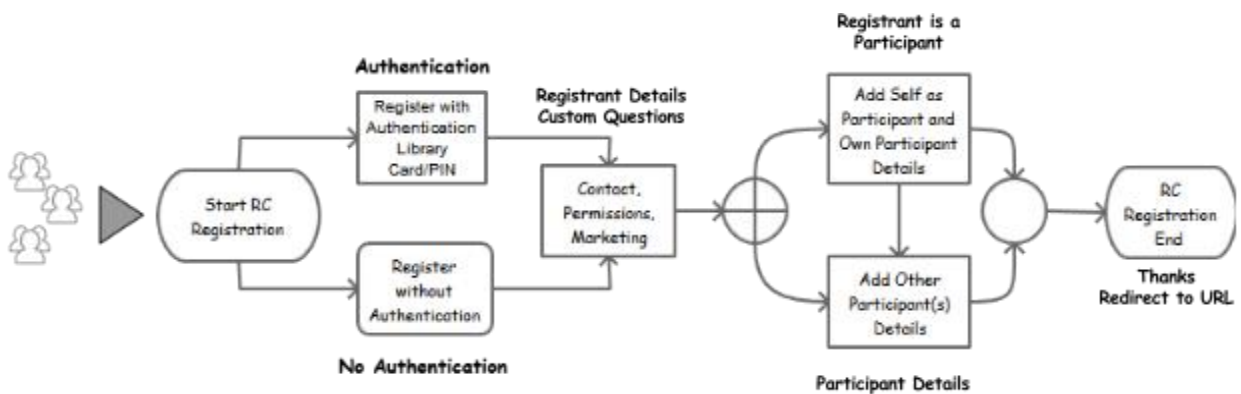 Registrant is a
Participant
Authentication
Register with
Authentication
Library
Card/PIN
Registrant Details
Custom Questions
Add Self as
Participant and
Own Participant
Details
Start RC
Registration
Contact,
Permissions,
Marketing
RC
Registration
End
Register
without
Authentication
Add Other
Participant(s)
Details
Thanks
Redirect to URL
No Authentication
Participant Details